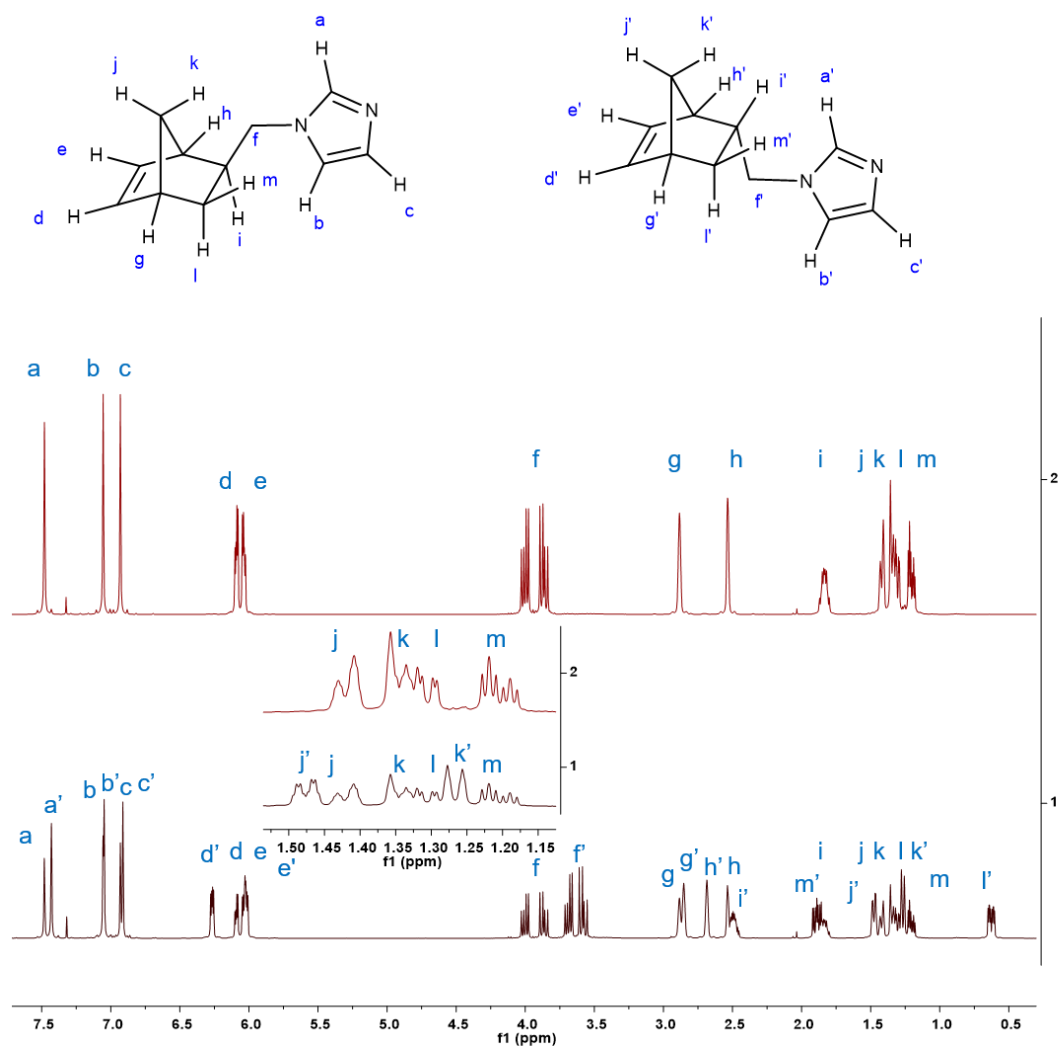 a
j k
H
H H
h
N
N
H
H
e
f
H
m
H
H
H
H
d
H
b
c
g
H
i
l
j' k'
H H
h' i'
a'
H H
H
e'
H
N
m'
H
N
d'
H
H
H
f'
g'
l'
H
H
c'
b'
a b c
d e
f
g h
i
j k l m
2
j k l m
2
j' j k l k' m
1
1.50 1.45 1.40 1.35 1.30 1.25 1.20 1.15
f1 (ppm)
a a' b b' c c'
d' d e e'
f f'
g g' h' h i'
m' i j' j k l k' m l'
1
7.5 7.0 6.5 6.0 5.5 5.0 4.5 4.0 3.5 3.0 2.5 2.0 1.5 1.0 0.5
f1 (ppm)